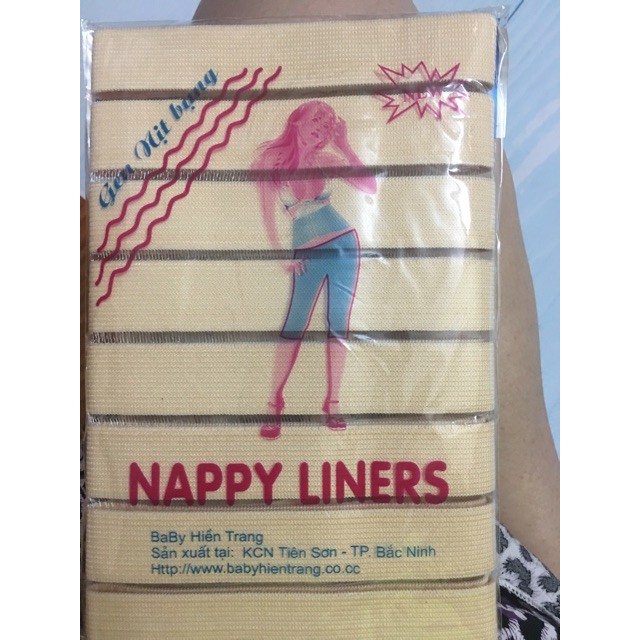 Gen Nịt bụng
NEW
NAPPY LINERS
BaBy Hiền Trang
Sản xuất tại: KCN Tiên Sơn - TP. Bắc Ninh
Http://www.babyhientrang.co.cc